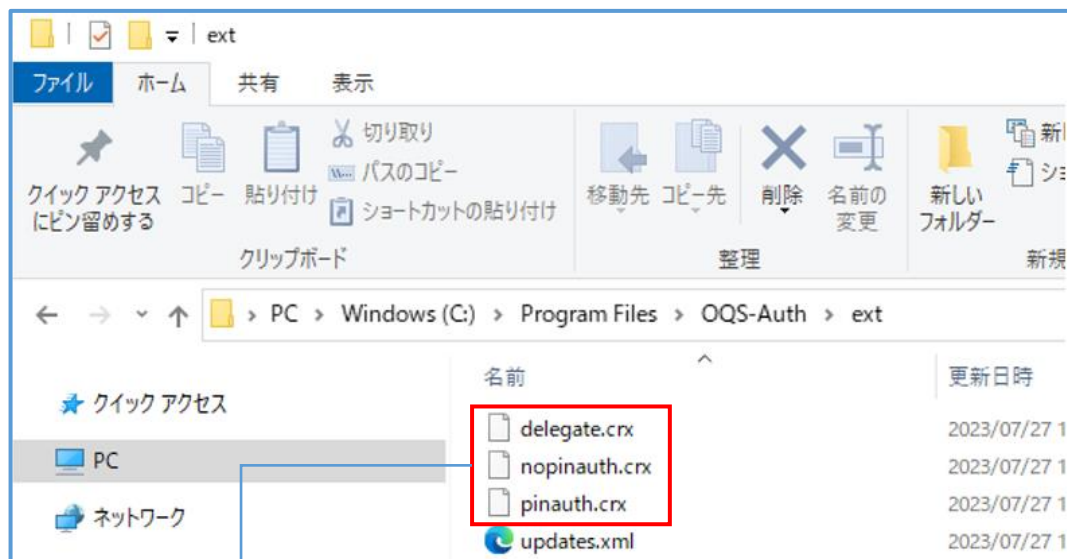 ext
ファイル ホーム 共有 表示
クイック アクセス
にピン留めする
コピー
貼り付け
切り取り
パスのコピー
ショートカットの貼り付け
移動先
コピー先
削除
名前の
変更
新しい
フォルダー
クリップボード
整理
PC > Windows (C:) > Program Files > OQS-Auth > ext
名前 更新日時
クイック アクセス
PC
ネットワーク
delegate.crx 2023/07/27 1
nopinauth.crx 2023/07/27 1
pinauth.crx 2023/07/27 1
updates.xml 2023/07/27 1